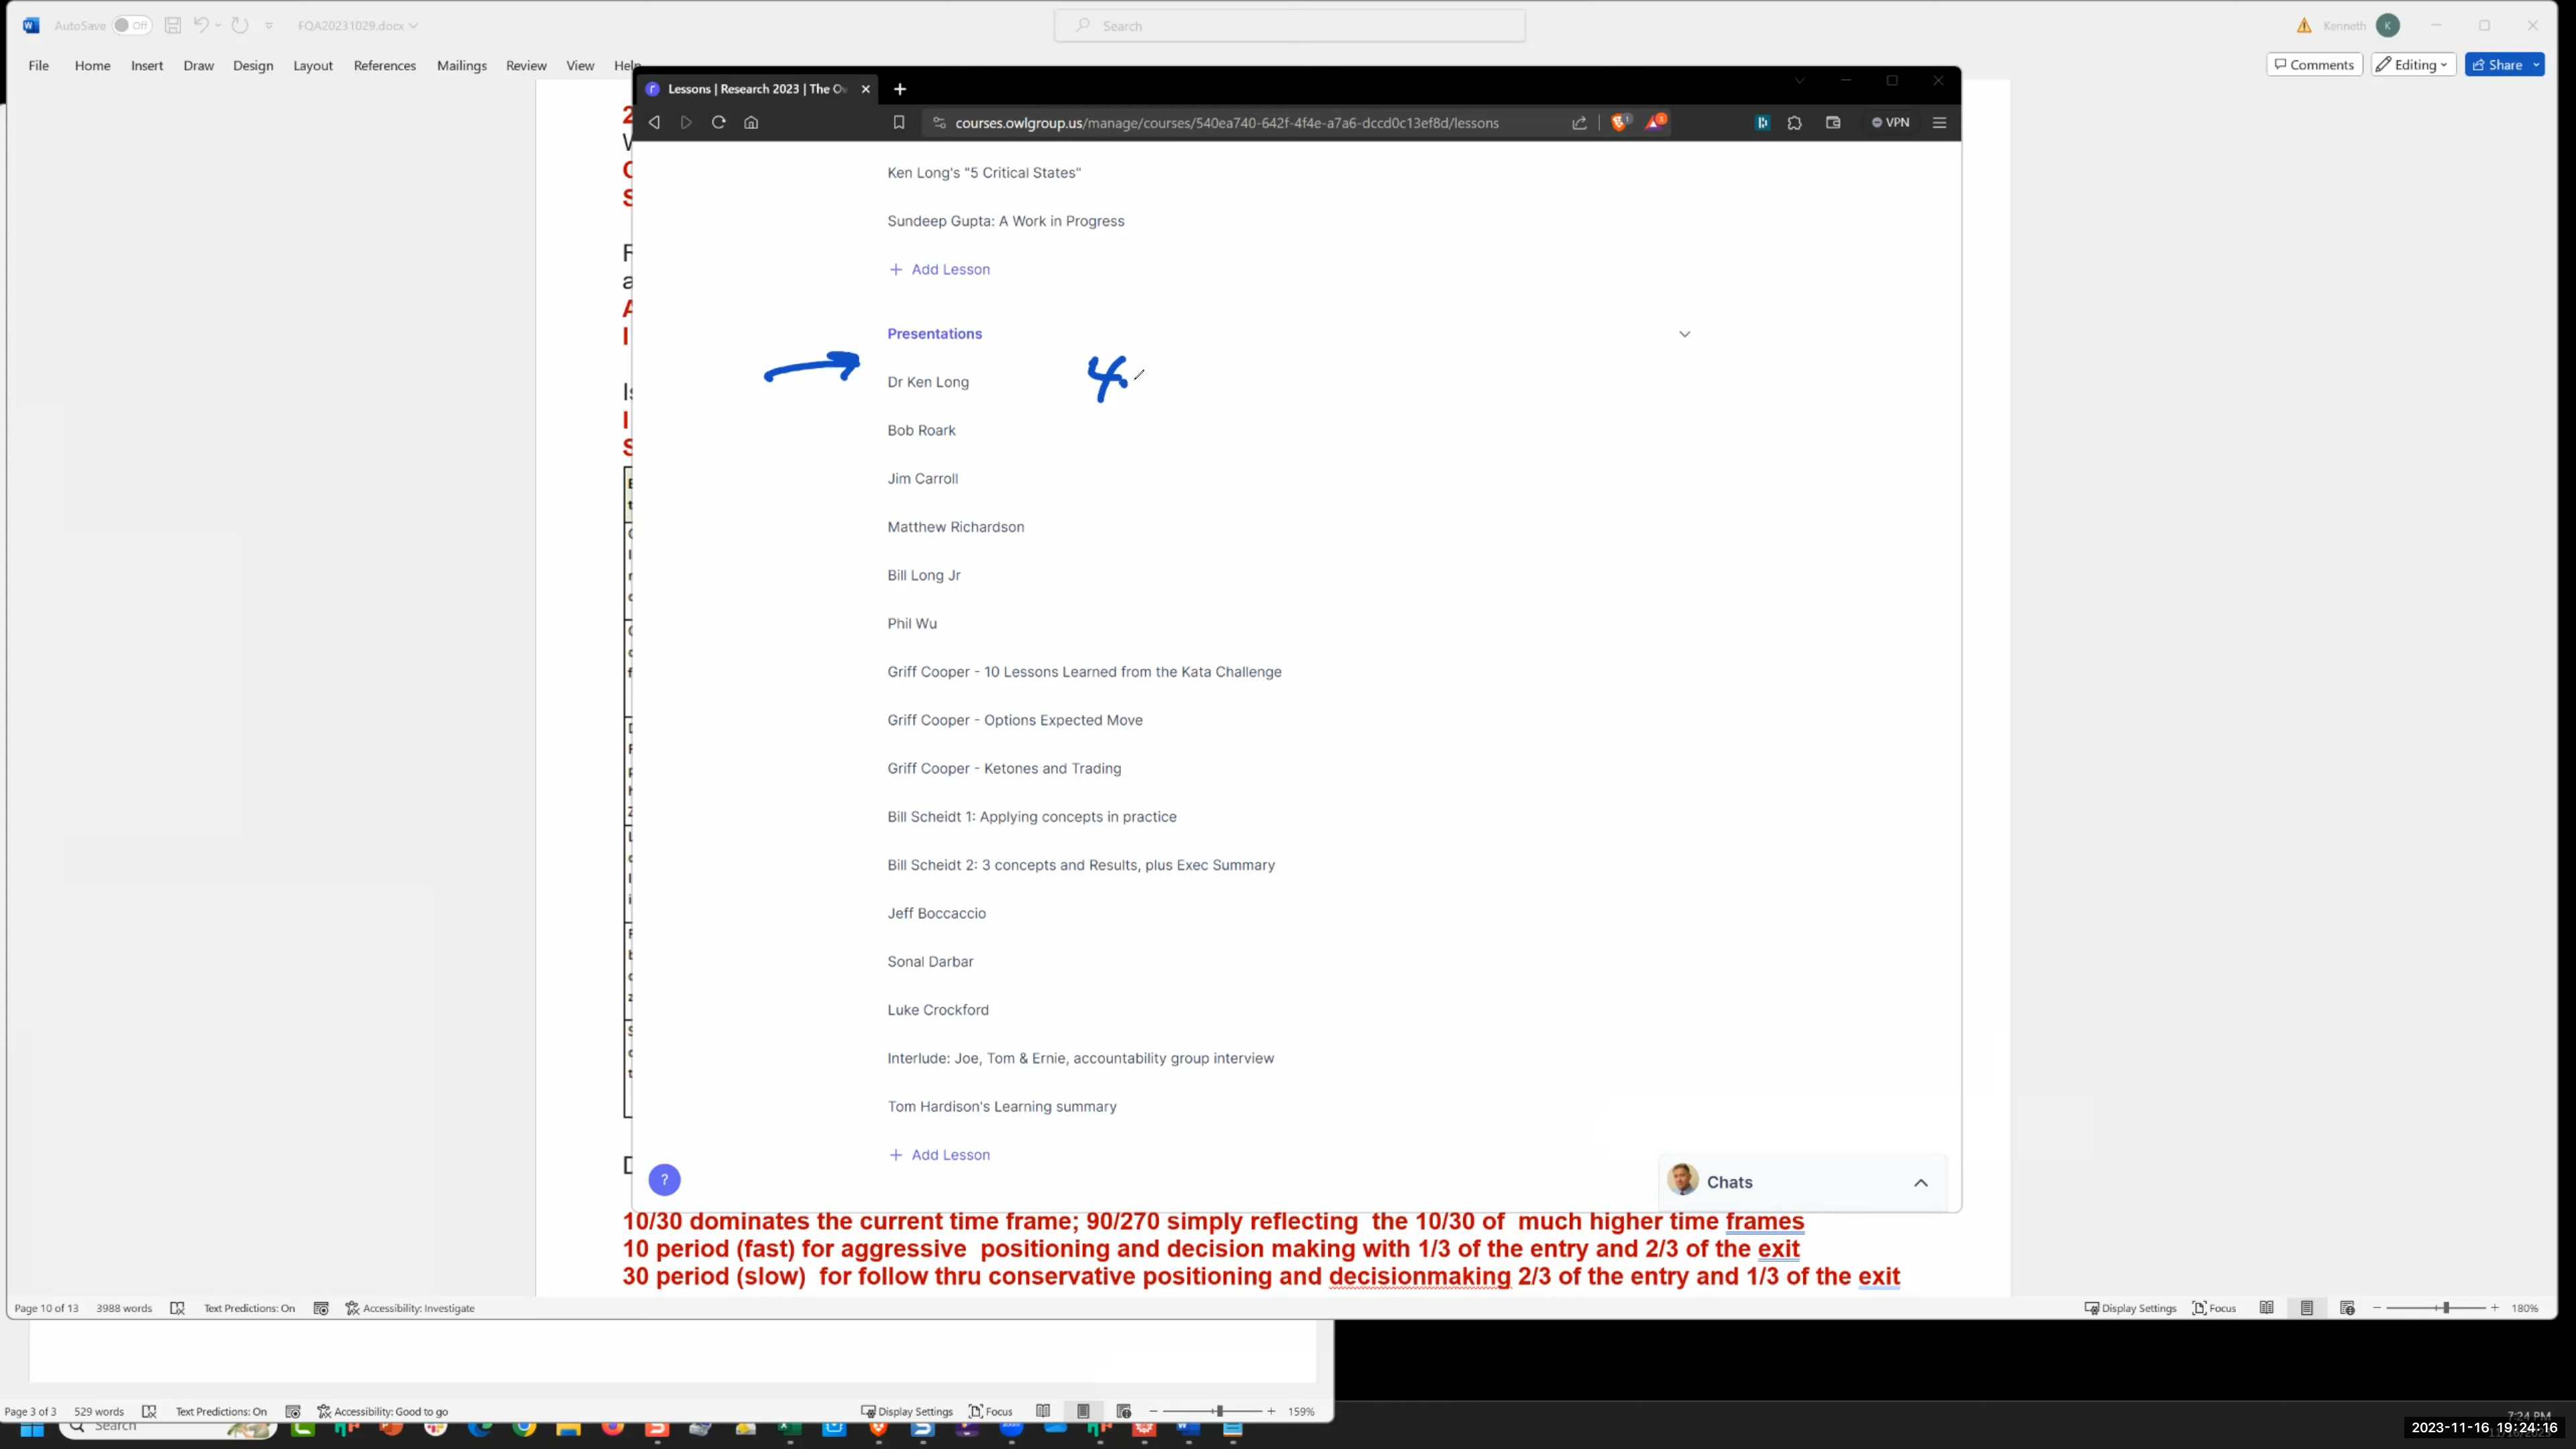 AutoSave Off FQA20231029.docx Search Kenneth K
File Home Insert Draw Design Layout References Mailings Review View Help Comments Editing Share
Lessons | Research 2023 | The Ow
courses.owlgroup.us/manage/courses/540ea740-642f-4f4e-a7a6-dccd0c13ef8d/lessons VPN
Ken Long's "5 Critical States"
Sundeep Gupta: A Work in Progress
+ Add Lesson
Presentations
Dr Ken Long
4
Bob Roark
Jim Carroll
Matthew Richardson
Bill Long Jr
Phil Wu
Griff Cooper - 10 Lessons Learned from the Kata Challenge
Griff Cooper - Options Expected Move
Griff Cooper - Ketones and Trading
Bill Scheidt 1: Applying concepts in practice
Bill Scheidt 2: 3 concepts and Results, plus Exec Summary
Jeff Boccaccio
Sonal Darbar
Luke Crockford
Interlude: Joe, Tom & Ernie, accountability group interview
Tom Hardison's Learning summary
+ Add Lesson
? Chats
10/30 dominates the current time frame; 90/270 simply reflecting the 10/30 of much higher time frames
10 period (fast) for aggressive positioning and decision making with 1/3 of the entry and 2/3 of the exit
30 period (slow) for follow thru conservative positioning and decisionmaking 2/3 of the entry and 1/3 of the exit
Page 10 of 13 3988 words Text Predictions: On Accessibility: Investigate Display Settings Focus 180%
Page 3 of 3 529 words Text Predictions: On Accessibility: Good to go Display Settings Focus 159%
Search
7:24 PM
2023-11-16 19:24:16